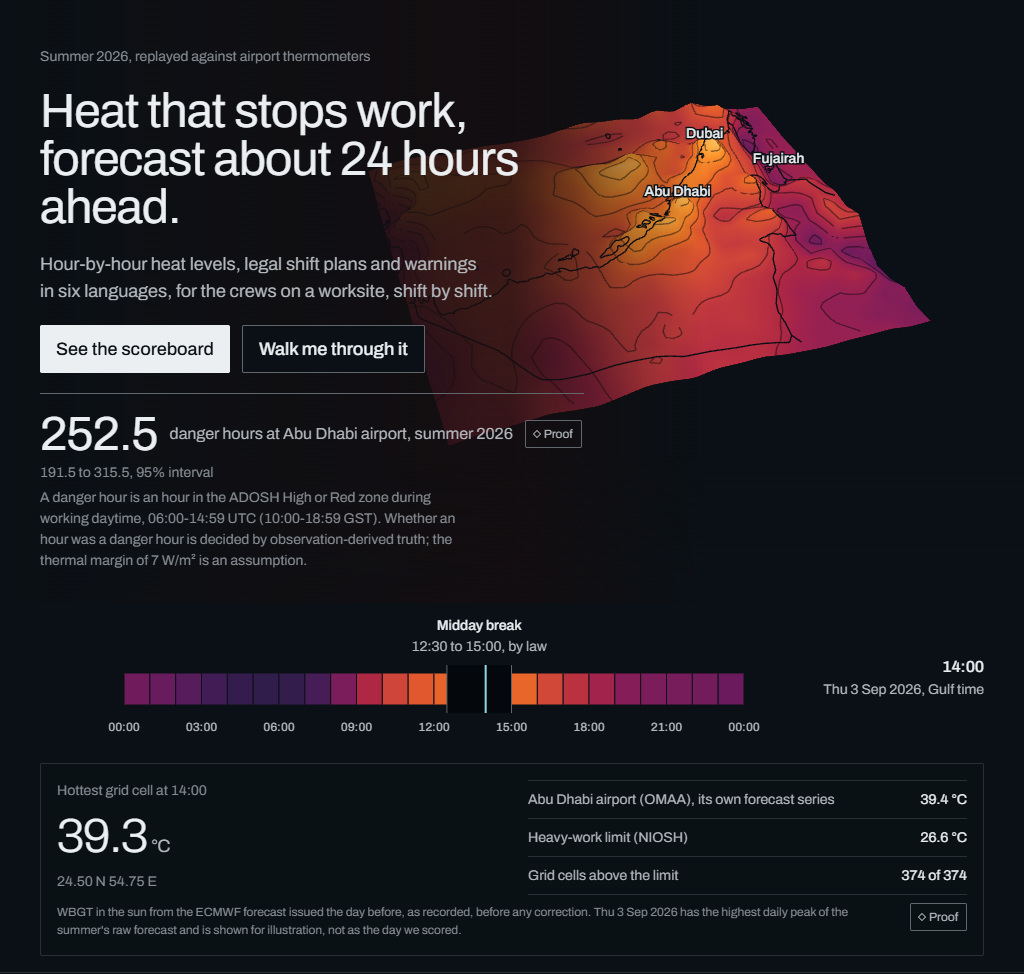 Summer 2026, replayed against airport thermometers
Heat that stops work,
forecast about 24 hours
ahead.
Hour-by-hour heat levels, legal shift plans and warnings
in six languages, for the crews on a worksite, shift by shift.
See the scoreboard
Walk me through it
Dubai
Fujairah
Abu Dhabi
252.5 danger hours at Abu Dhabi airport, summer 2026 ◇ Proof
191.5 to 315.5, 95% interval
A danger hour is an hour in the ADOSH High or Red zone during
working daytime, 06:00-14:59 UTC (10:00-18:59 GST). Whether an
hour was a danger hour is decided by observation-derived truth; the
thermal margin of 7 W/m² is an assumption.
Midday break
12:30 to 15:00, by law
14:00
Thu 3 Sep 2026, Gulf time
00:00 03:00 06:00 09:00 12:00 15:00 18:00 21:00 00:00
Hottest grid cell at 14:00
39.3 °C
24.50 N 54.75 E
Abu Dhabi airport (OMAA), its own forecast series 39.4 °C
Heavy-work limit (NIOSH) 26.6 °C
Grid cells above the limit 374 of 374
WBGT in the sun from the ECMWF forecast issued the day before, as recorded, before any correction. Thu 3 Sep 2026 has the highest daily peak of the
summer's raw forecast and is shown for illustration, not as the day we scored.
◇ Proof